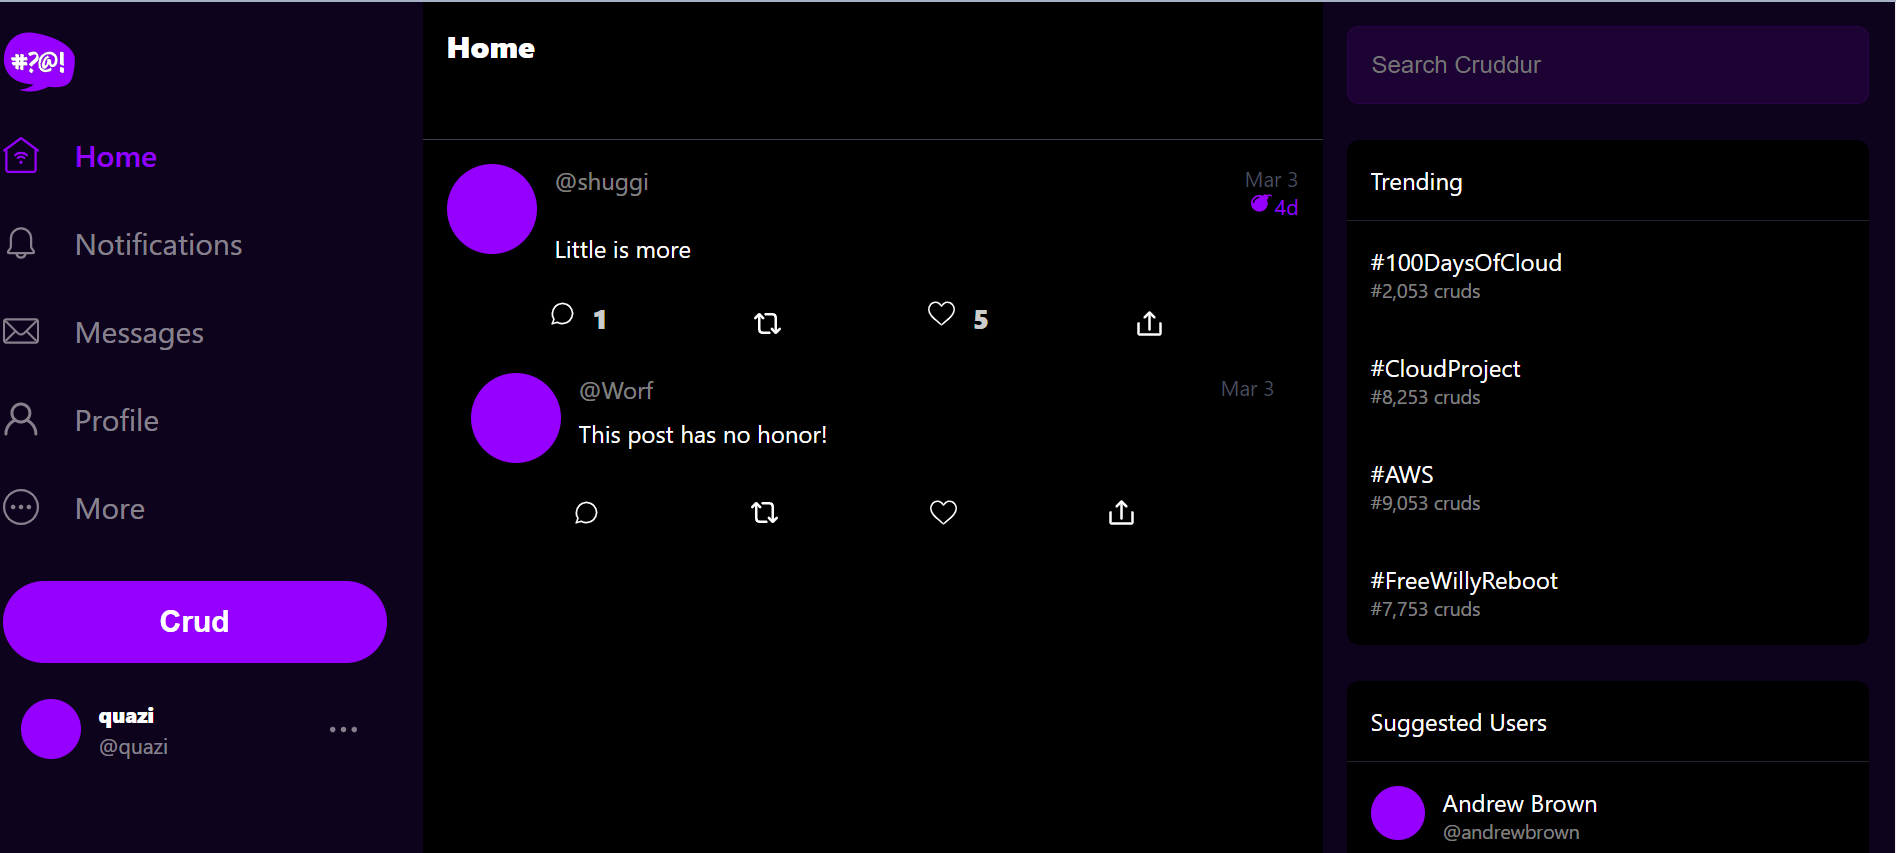 #?@!
Home
Notifications
Messages
Profile
More
Crud
quazi
@quazi
Home
@shuggi
Mar 3
4d
Little is more
1
5
@Worf
Mar 3
This post has no honor!
Search Cruddur
Trending
#100DaysOfCloud
#2,053 cruds
#CloudProject
#8,253 cruds
#AWS
#9,053 cruds
#FreeWillyReboot
#7,753 cruds
Suggested Users
Andrew Brown
@andrewbrown